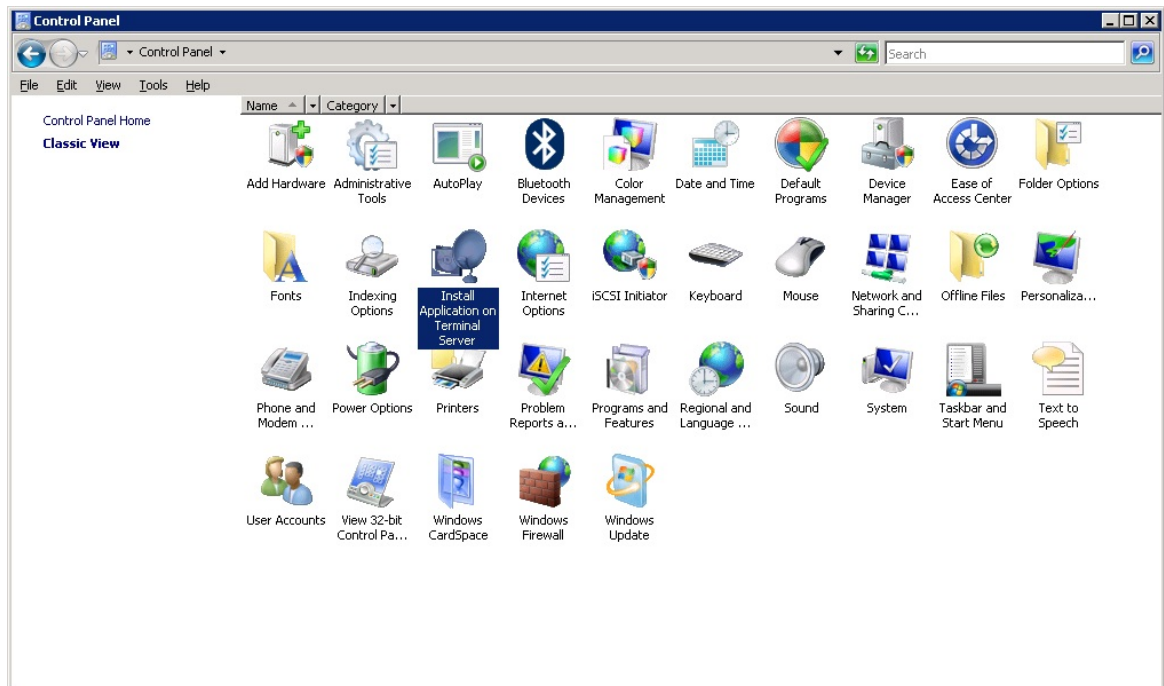 Control Panel
Control Panel
Search
File Edit View Tools Help
Name Category
Control Panel Home
Classic View
Add Hardware
Administrative
Tools
AutoPlay
Bluetooth
Devices
Color
Management
Date and Time
Default
Programs
Device
Manager
Ease of
Access Center
Folder Options
Fonts
Indexing
Options
Install
Application on
Terminal
Server
Internet
Options
iSCSI Initiator
Keyboard
Mouse
Network and
Sharing C...
Offline Files
Personaliza...
Phone and
Modem ...
Power Options
Printers
Problem
Reports a...
Programs and
Features
Regional and
Language ...
Sound
System
Taskbar and
Start Menu
Text to
Speech
User Accounts
View 32-bit
Control Pa...
Windows
CardSpace
Windows
Firewall
Windows
Update